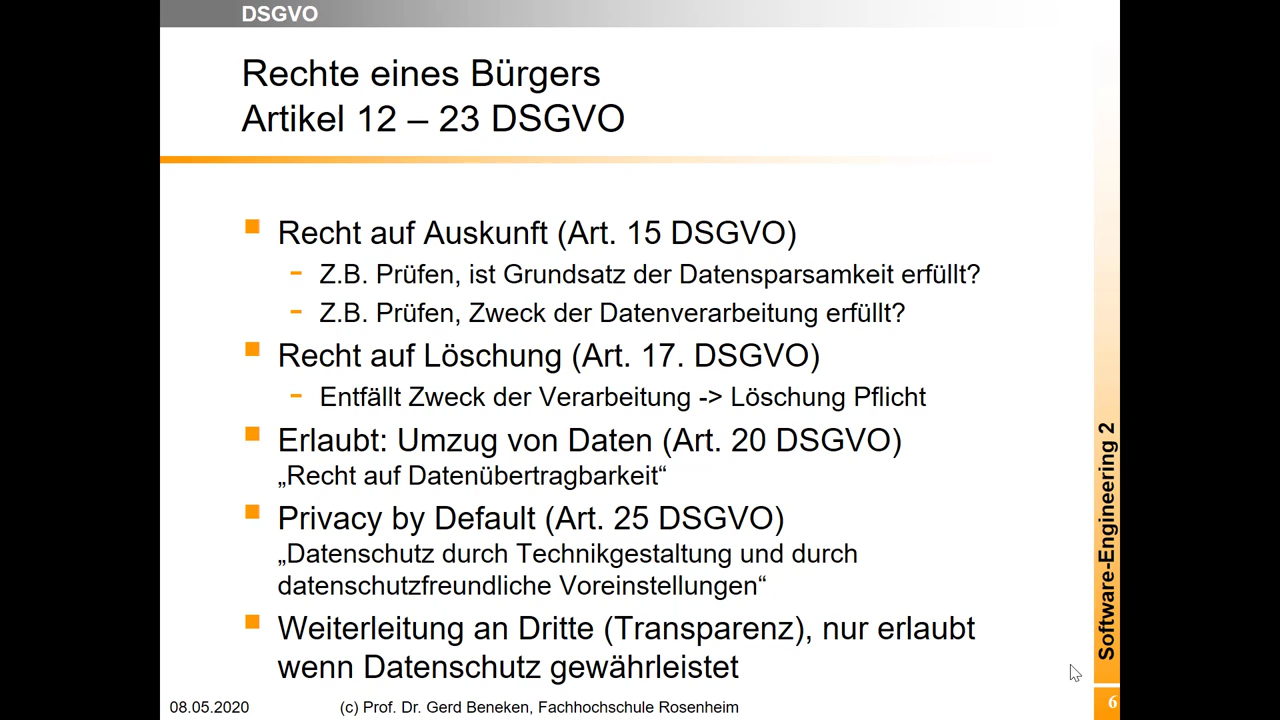 DSGVO
Rechte eines Bürgers
Artikel 12 – 23 DSGVO
Recht auf Auskunft (Art. 15 DSGVO)
- Z.B. Prüfen, ist Grundsatz der Datensparsamkeit erfüllt?
- Z.B. Prüfen, Zweck der Datenverarbeitung erfüllt?
Recht auf Löschung (Art. 17. DSGVO)
- Entfällt Zweck der Verarbeitung -> Löschung Pflicht
Erlaubt: Umzug von Daten (Art. 20 DSGVO)
„Recht auf Datenübertragbarkeit“
Privacy by Default (Art. 25 DSGVO)
„Datenschutz durch Technikgestaltung und durch
datenschutzfreundliche Voreinstellungen“
Weiterleitung an Dritte (Transparenz), nur erlaubt
wenn Datenschutz gewährleistet
Software-Engineering 2
08.05.2020
(c) Prof. Dr. Gerd Beneken, Fachhochschule Rosenheim
6